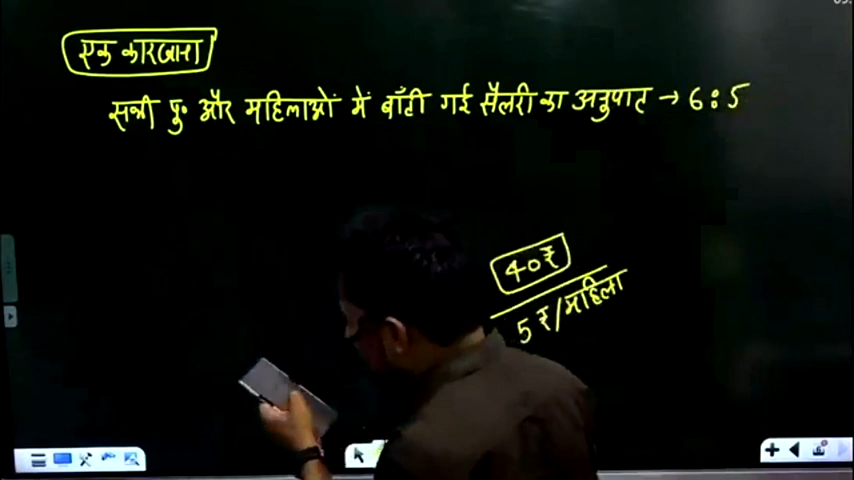 एक कारखाना
सभी पु० और महिलाओं में बाँटी गई सैलरी का अनुपात → 6:5
40₹
5₹/महिला